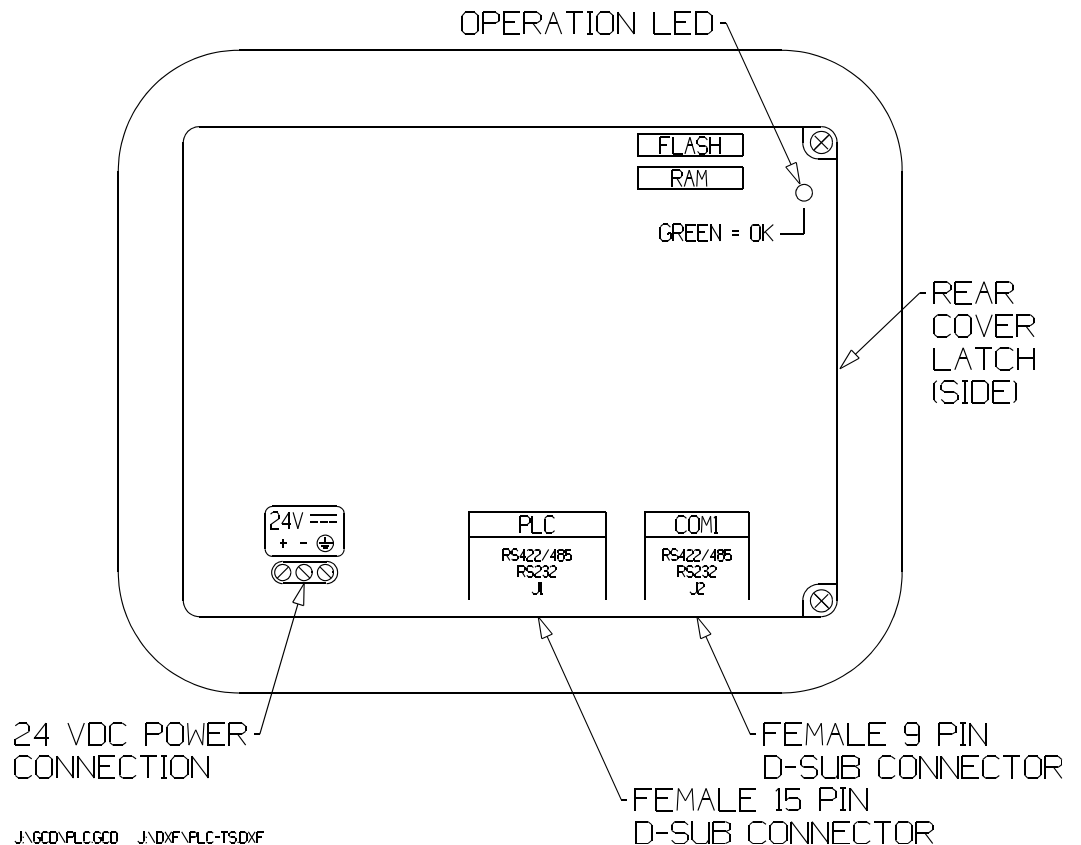 OPERATION LED
FLASH
RAM
GREEN = OK
REAR
COVER
LATCH
(SIDE)
24V
+ -
PLC
RS422/485
RS232
J1
COM1
RS422/485
RS232
J2
24 VDC POWER
CONNECTION
FEMALE 9 PIN
D-SUB CONNECTOR
FEMALE 15 PIN
D-SUB CONNECTOR
J:\GCD\PLC.GCD J:\DXF\PLC-TS.DXF